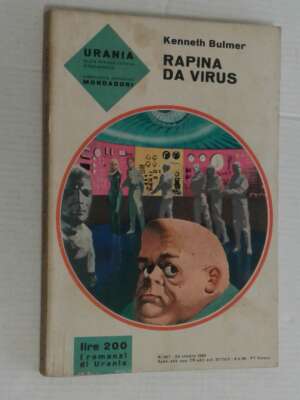 Kenneth Bulmer
RAPINA
DA VIRUS
URANIA
MONDADORI
lire 200
i romanzi
di Urania